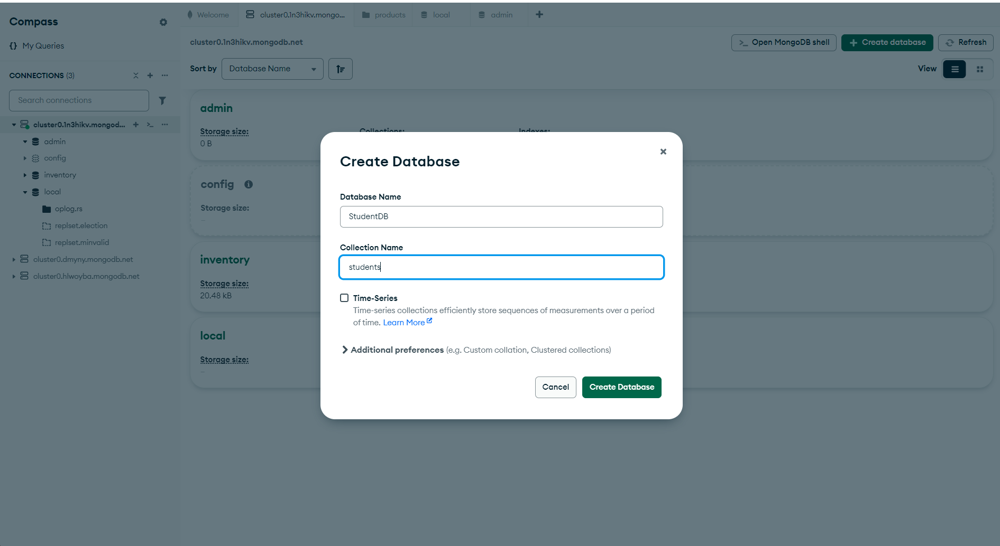 Compass
My Queries
CONNECTIONS (3)
Search connections
cluster0.1n3hikv.mongod...
admin
config
inventory
local
oplog.rs
replset.election
replset.minvalid
cluster0.dmyny.mongodb.net
cluster0.hlwoyba.mongodb.net
Welcome
cluster0.1n3hikv.mongo...
products
local
admin
cluster0.1n3hikv.mongodb.net
Open MongoDB shell
Create database
Refresh
Sort by
Database Name
View
admin
Storage size:
Collections:
Indexes:
0 B
config
Storage size:
–
inventory
Storage size:
20.48 kB
local
Storage size:
–
Create Database
Database Name
StudentDB
Collection Name
students
Time-Series
Time-series collections efficiently store sequences of measurements over a period
of time. Learn More
Additional preferences (e.g. Custom collation, Clustered collections)
Cancel
Create Database